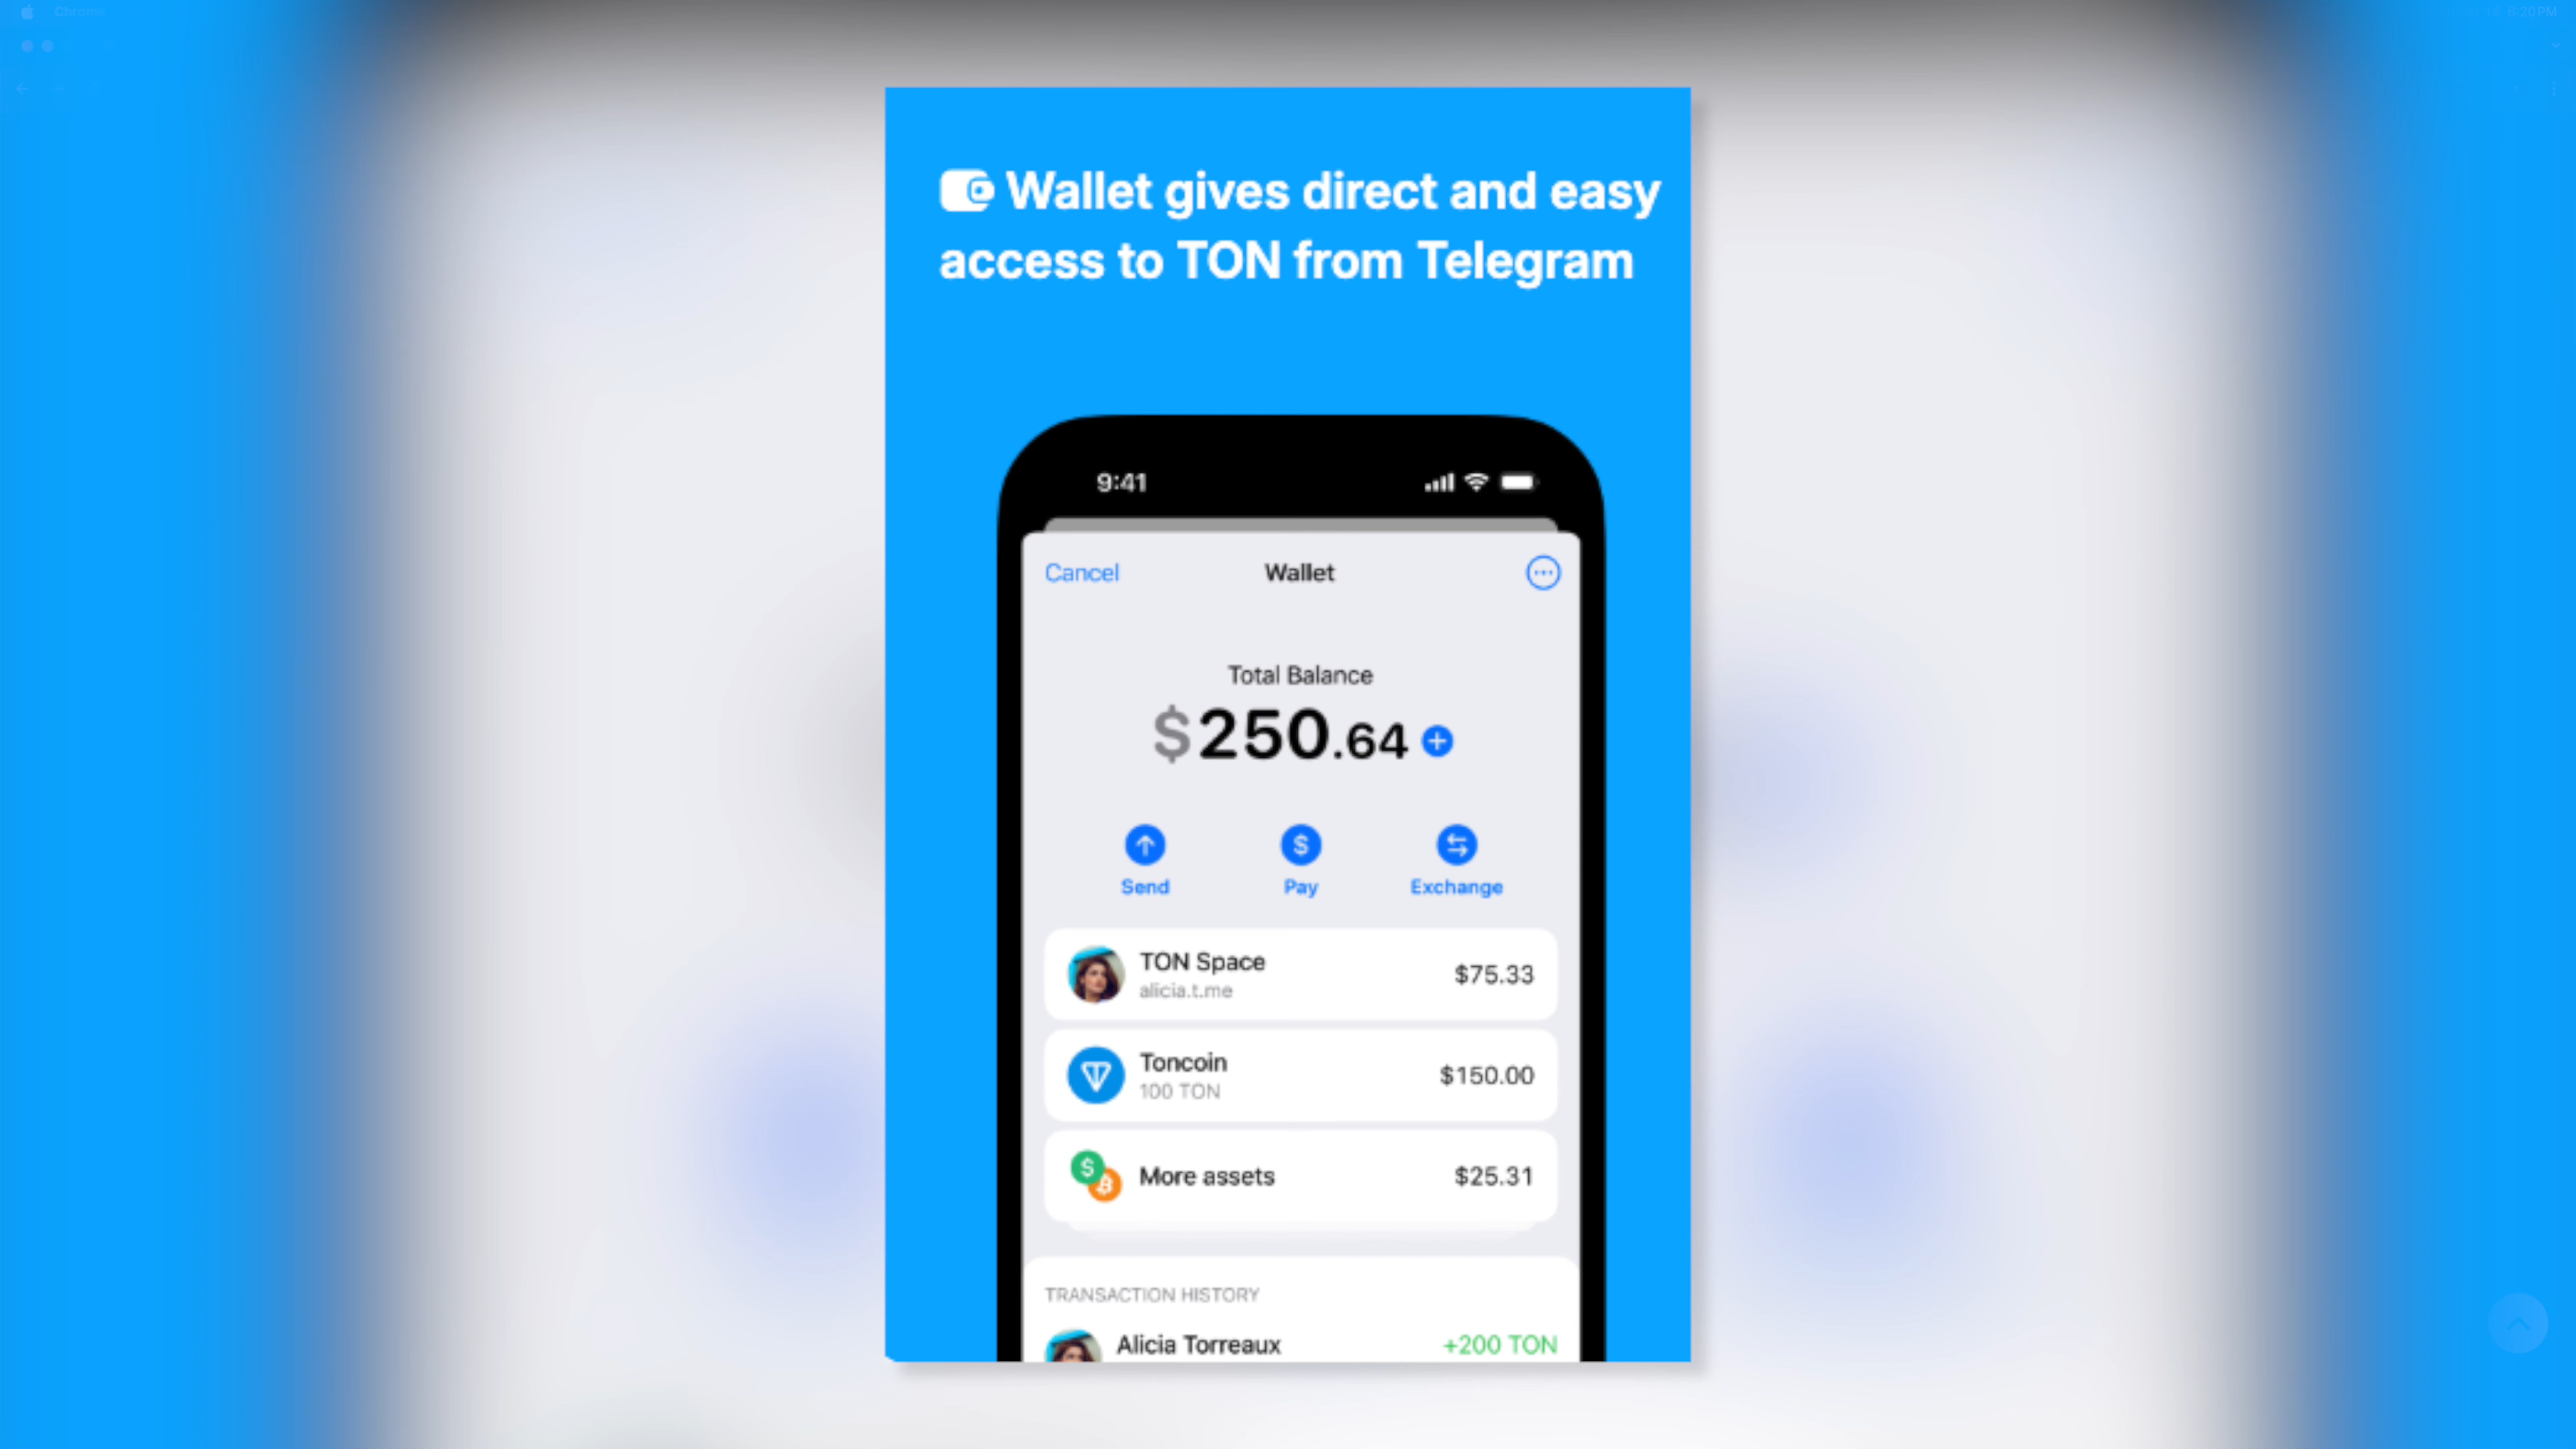 Chrome
Wallet gives direct and easy
access to TON from Telegram
9:41
Cancel
Wallet
Total Balance
$250.64
Send
Pay
Exchange
TON Space
alicia.t.me
$75.33
Toncoin
100 TON
$150.00
More assets
$25.31
TRANSACTION HISTORY
Alicia Torreaux
+200 TON